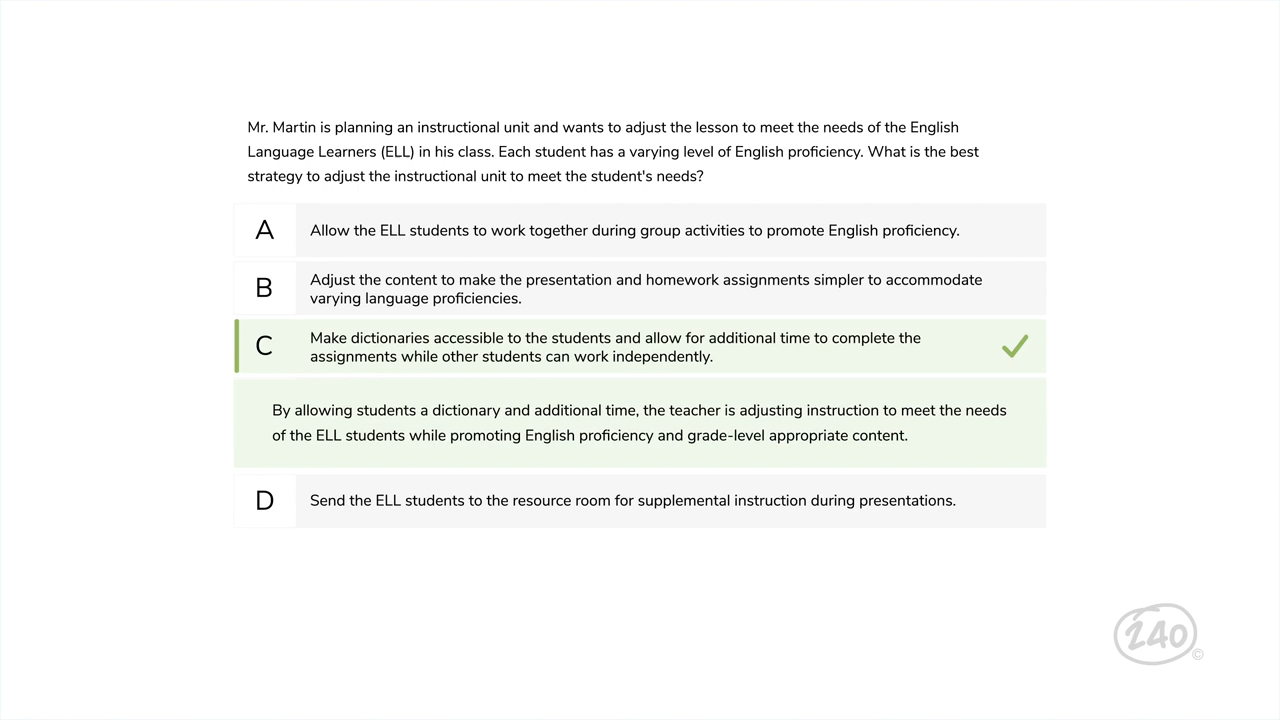 Mr. Martin is planning an instructional unit and wants to adjust the lesson to meet the needs of the English
Language Learners (ELL) in his class. Each student has a varying level of English proficiency. What is the best
strategy to adjust the instructional unit to meet the student's needs?
A
Allow the ELL students to work together during group activities to promote English proficiency.
B
Adjust the content to make the presentation and homework assignments simpler to accommodate
varying language proficiencies.
C
Make dictionaries accessible to the students and allow for additional time to complete the
assignments while other students can work independently.
By allowing students a dictionary and additional time, the teacher is adjusting instruction to meet the needs
of the ELL students while promoting English proficiency and grade-level appropriate content.
D
Send the ELL students to the resource room for supplemental instruction during presentations.
240
©